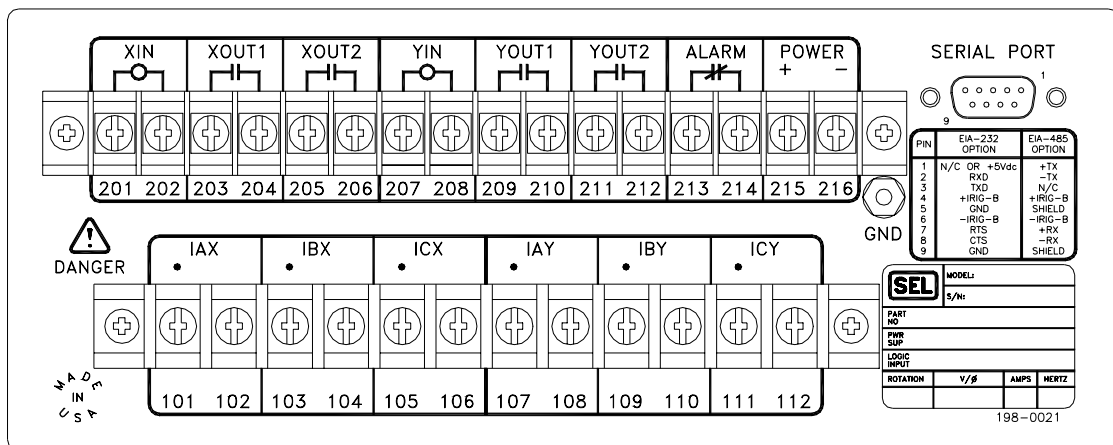 XIN XOUT1 XOUT2 YIN YOUT1 YOUT2 ALARM POWER
+ −
201 202 203 204 205 206 207 208 209 210 211 212 213 214 215 216
SERIAL PORT
1
9
PIN EIA-232 OPTION EIA-485 OPTION
1 N/C OR +5Vdc +TX
2 RXD −TX
3 TXD N/C
4 +IRIG-B +IRIG-B
5 GND SHIELD
6 −IRIG-B −IRIG-B
7 RTS +RX
8 CTS −RX
9 GND SHIELD
GND
DANGER
IAX IBX ICX IAY IBY ICY
101 102 103 104 105 106 107 108 109 110 111 112
MADE
IN
USA
SEL
MODEL:
S/N:
PART
NO
PWR
SUP
LOGIC
INPUT
ROTATION V/Ø AMPS HERTZ
198-0021